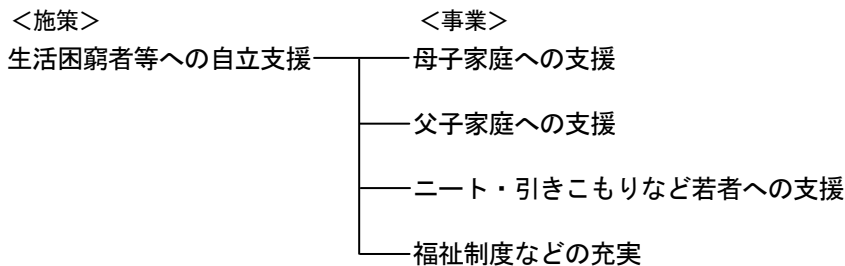 ＜施策＞ ＜事業＞
生活困窮者等への自立支援 母子家庭への支援
父子家庭への支援
ニート・引きこもりなど若者への支援
福祉制度などの充実